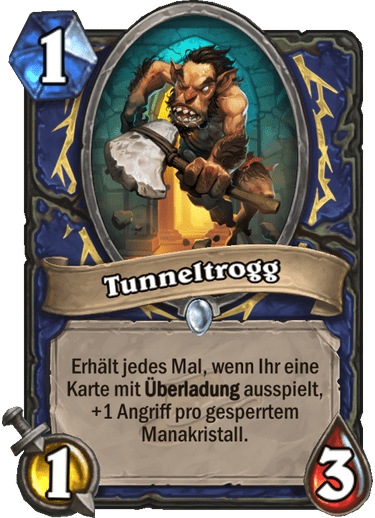 1
Tunneltrogg
Erhält jedes Mal, wenn Ihr eine
Karte mit Überladung ausspielt,
+1 Angriff pro gesperrtem
Manakristall.
1
3